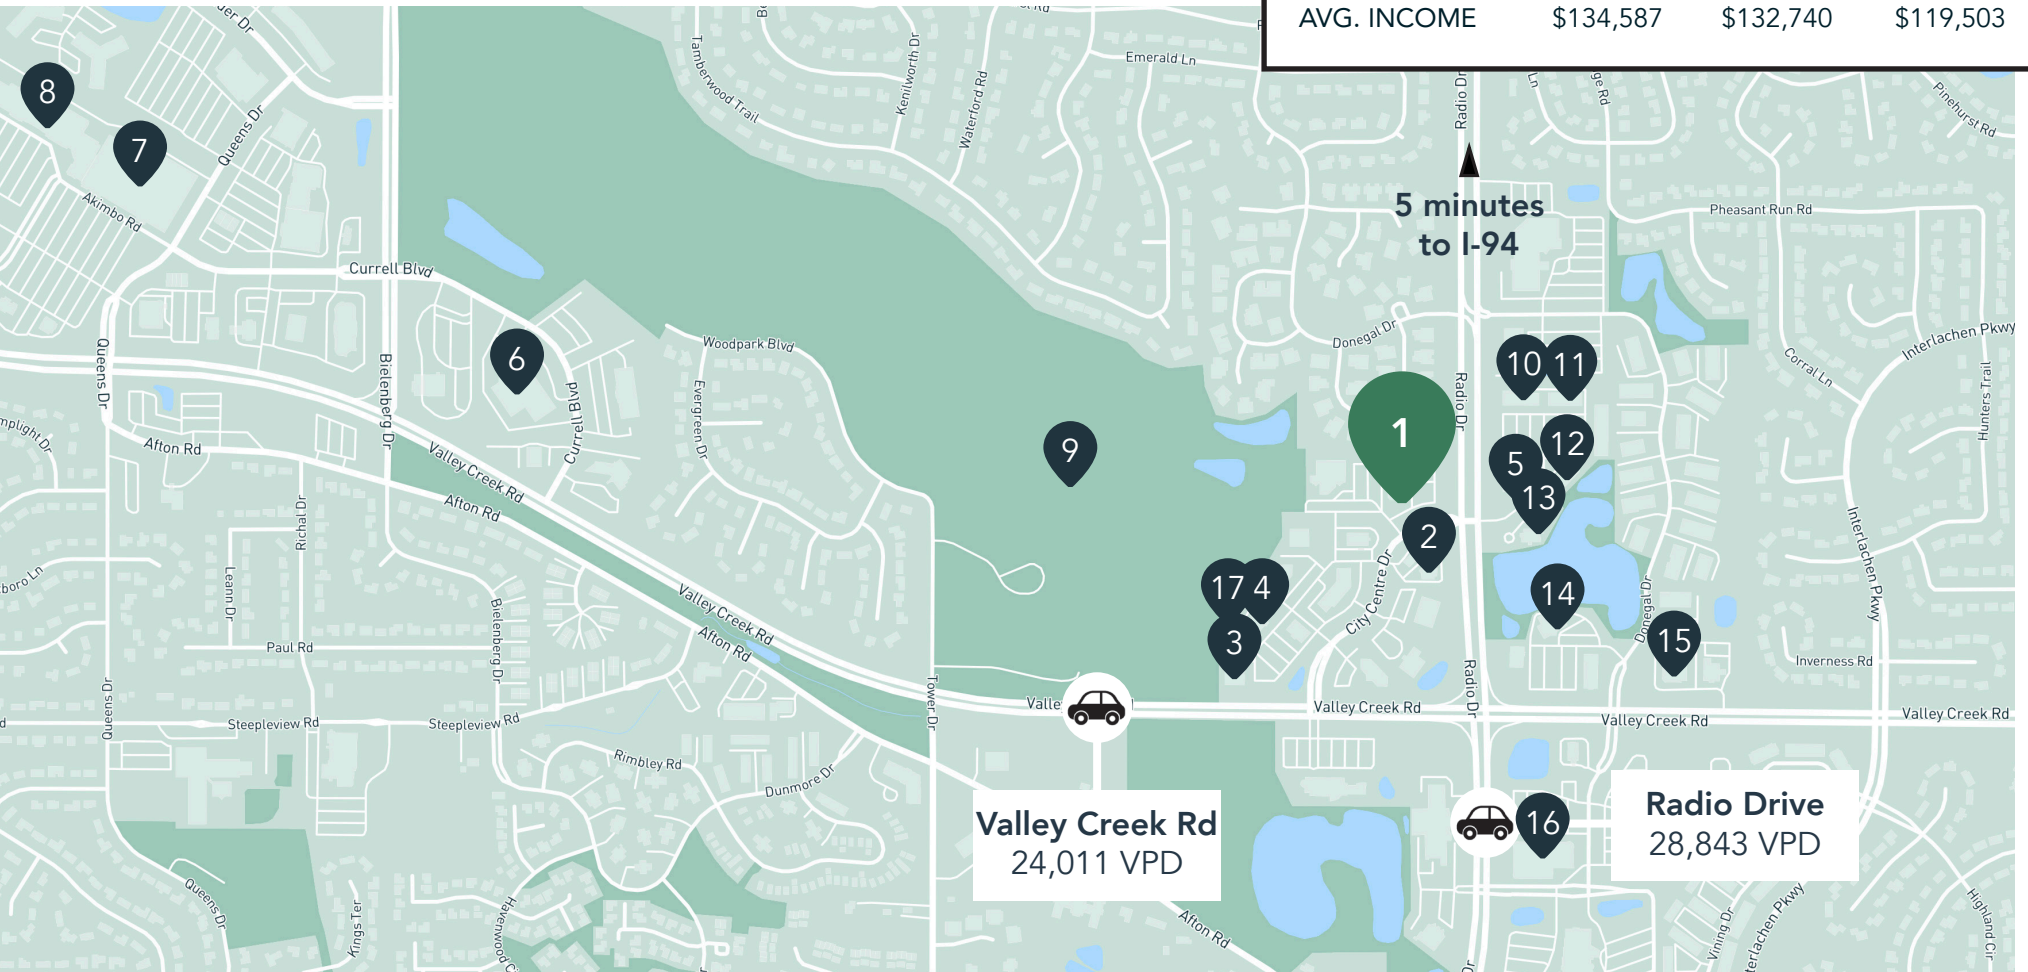 AVG. INCOME $134,587 $132,740 $119,503
Emerald Ln
Tamberwood Trail
Kenilworth Dr
Waterford Rd
Radio Dr
Pinehurst Rd
8
7
Queens Dr
Akimbo Rd
5 minutes
to I-94
Pheasant Run Rd
Currell Blvd
Donegal Dr
Interlachen Pkwy
Woodpark Blvd
Corral Ln
Hunters Trail
6
10
11
Queens Dr
Bielenberg Dr
Currell Blvd
Evergreen Dr
Radio Dr
1
9
12
5
13
Afton Rd
Valley Creek Rd
Afton Rd
Richal Dr
2
Interlachen Pkwy
17
4
3
14
15
City Centre Dr
Donegal Dr
Leann Dr
Bielenberg Dr
Valley Creek Rd
Afton Rd
Paul Rd
Inverness Rd
Queens Dr
Tower Dr
Radio Dr
Steepleview Rd
Steepleview Rd
Valley Creek Rd
Valley Creek Rd
Valley Creek Rd
Rimbley Rd
Dunmore Dr
Valley Creek Rd
24,011 VPD
16
Radio Drive
28,843 VPD
Queens Dr
Kings Ter
Afton Rd
Vining Dr
Highland Cir